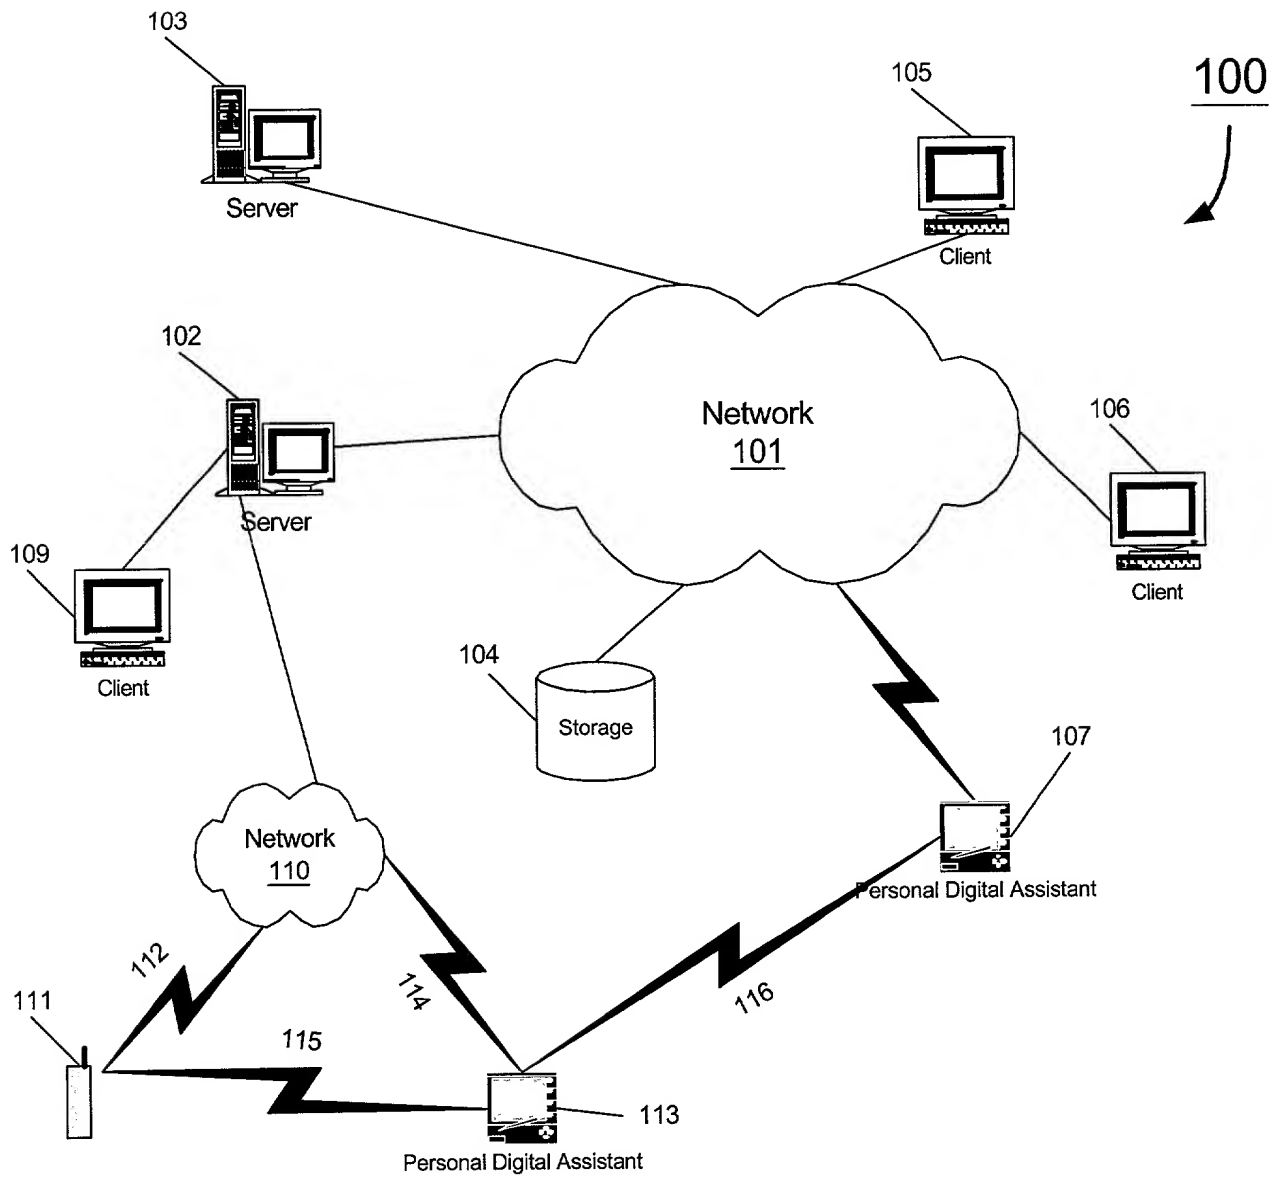 103
105
100
Server
Client
102
Network
101
106
Server
109
Client
Client
104
Storage
107
Network
110
Personal Digital Assistant
112
114
116
111
115
113
Personal Digital Assistant